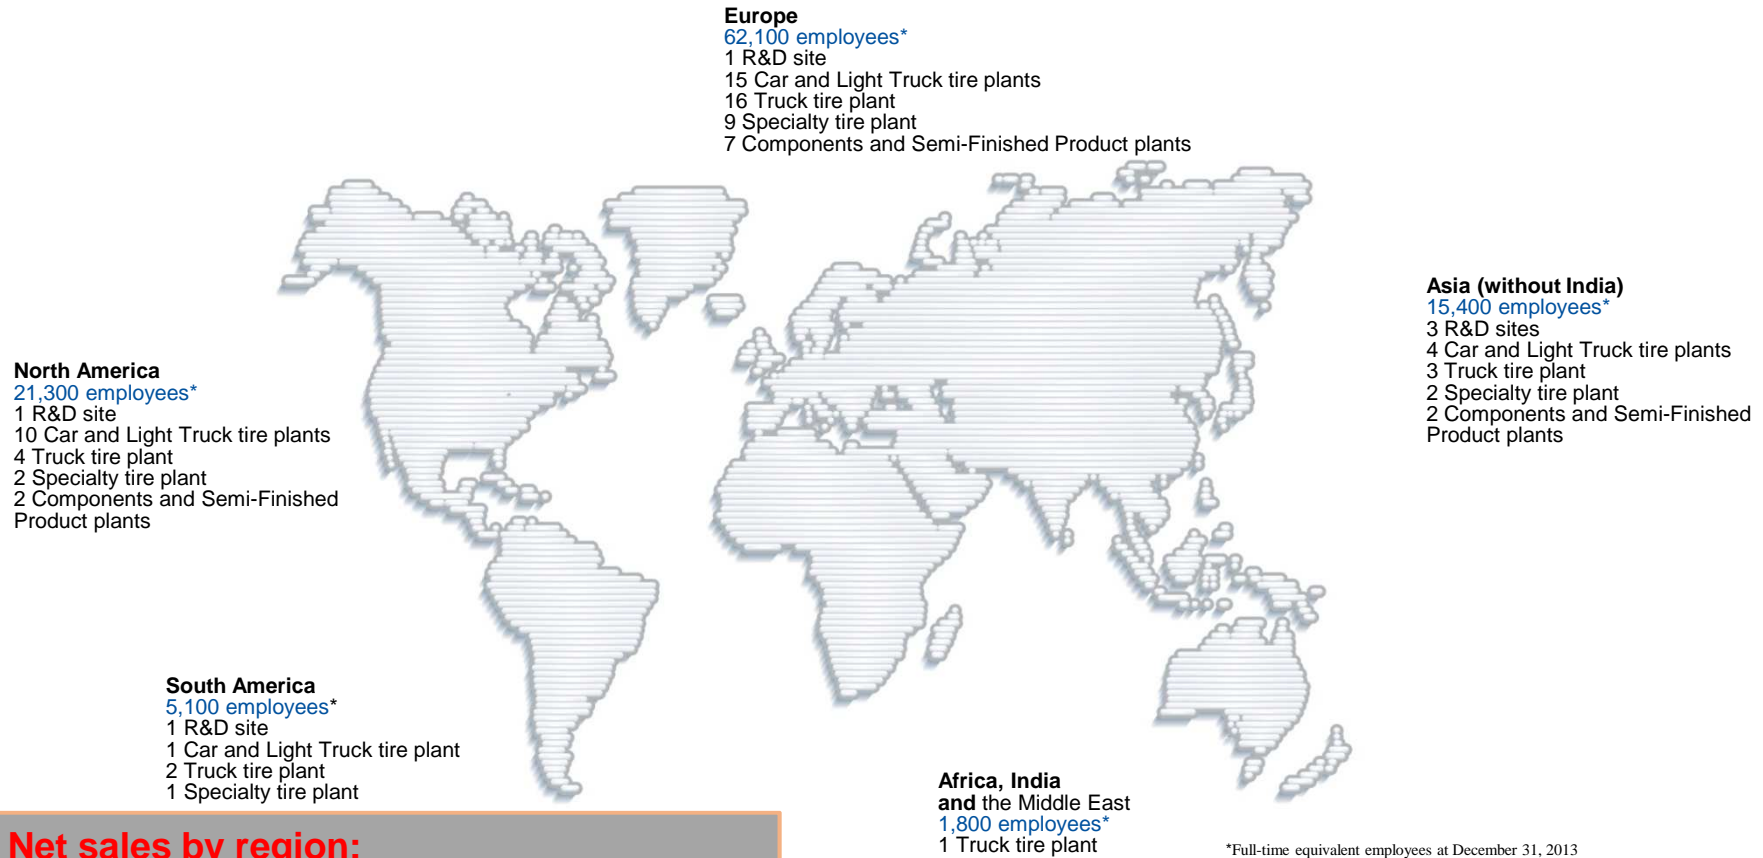 Europe
62,100 employees*
1 R&D site
15 Car and Light Truck tire plants
16 Truck tire plant
9 Specialty tire plant
7 Components and Semi-Finished Product plants
Asia (without India)
15,400 employees*
3 R&D sites
4 Car and Light Truck tire plants
3 Truck tire plant
2 Specialty tire plant
2 Components and Semi-Finished
Product plants
North America
21,300 employees*
1 R&D site
10 Car and Light Truck tire plants
4 Truck tire plant
2 Specialty tire plant
2 Components and Semi-Finished
Product plants
South America
5,100 employees*
1 R&D site
1 Car and Light Truck tire plant
2 Truck tire plant
1 Specialty tire plant
Africa, India
and the Middle East
1,800 employees*
1 Truck tire plant
Net sales by region:
*Full-time equivalent employees at December 31, 2013